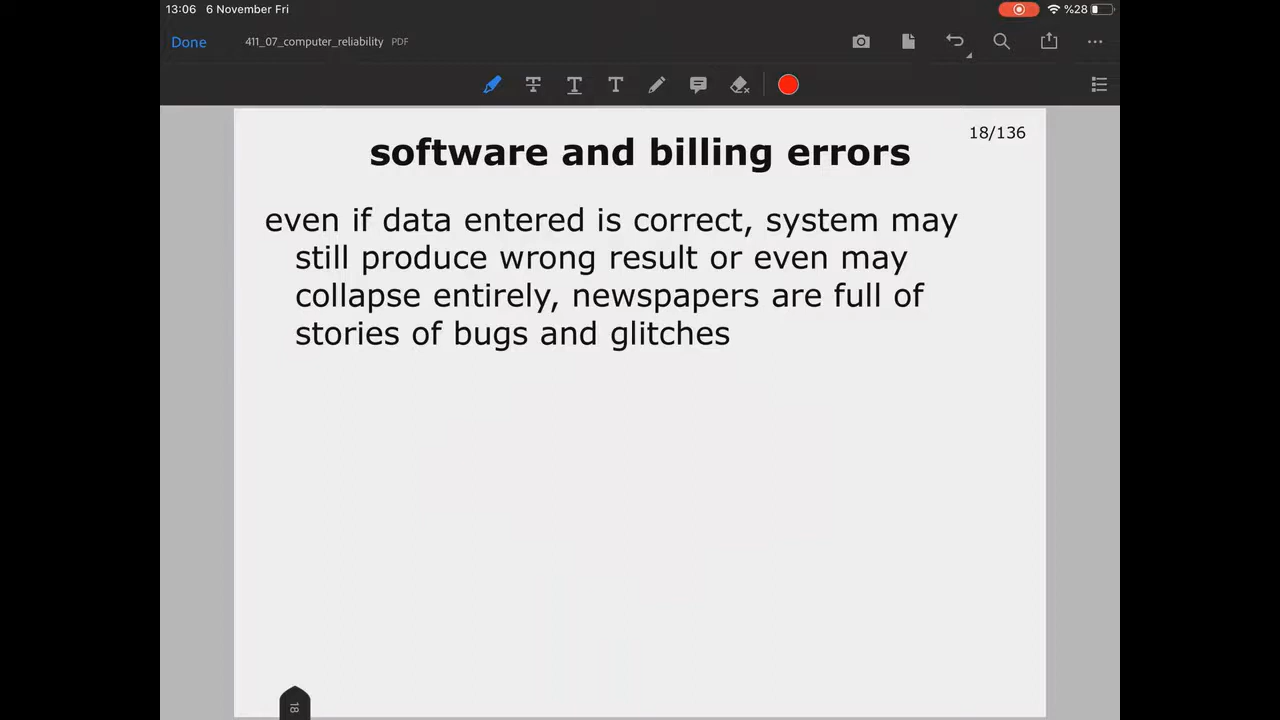 13:06 6 November Fri %28
Done 411_07_computer_reliability PDF
18/136
software and billing errors
even if data entered is correct, system may
still produce wrong result or even may
collapse entirely, newspapers are full of
stories of bugs and glitches
18